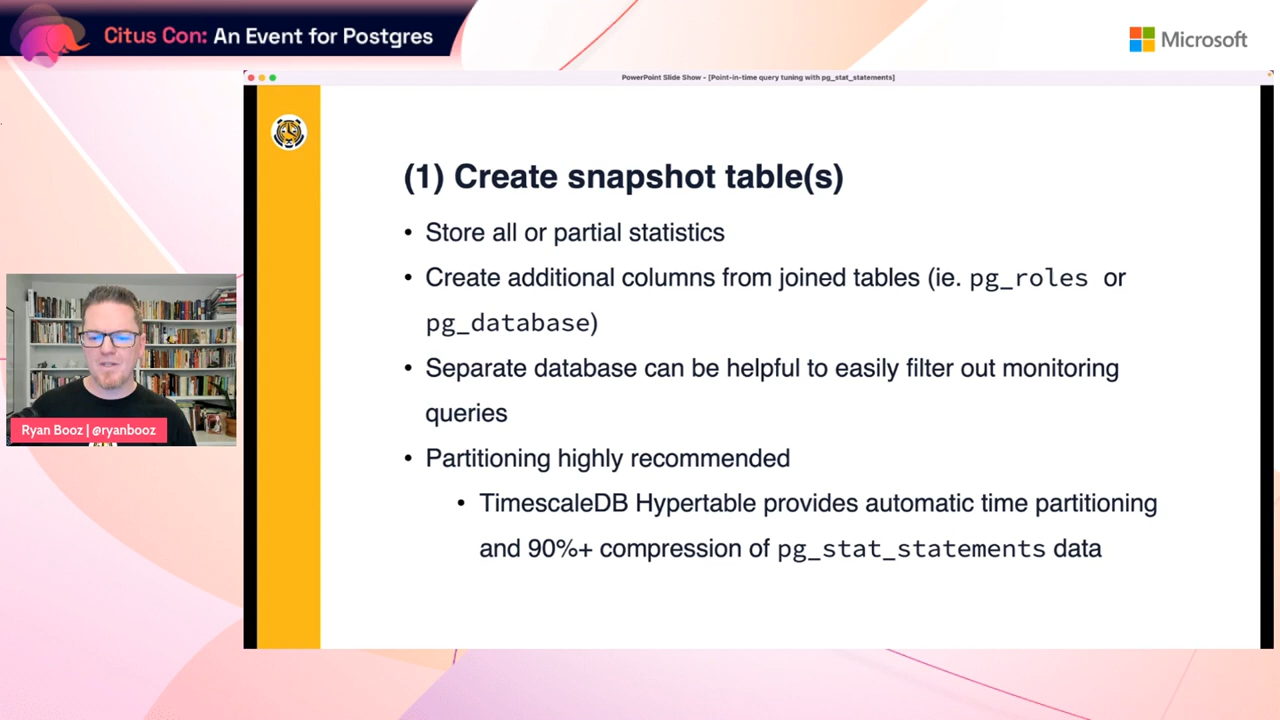 Citus Con: An Event for Postgres
Microsoft
PowerPoint Slide Show - [Point-in-time query tuning with pg_stat_statements]
(1) Create snapshot table(s)
• Store all or partial statistics
• Create additional columns from joined tables (ie. pg_roles or
pg_database)
• Separate database can be helpful to easily filter out monitoring
queries
• Partitioning highly recommended
• TimescaleDB Hypertable provides automatic time partitioning
and 90%+ compression of pg_stat_statements data
Ryan Booz | @ryanbooz